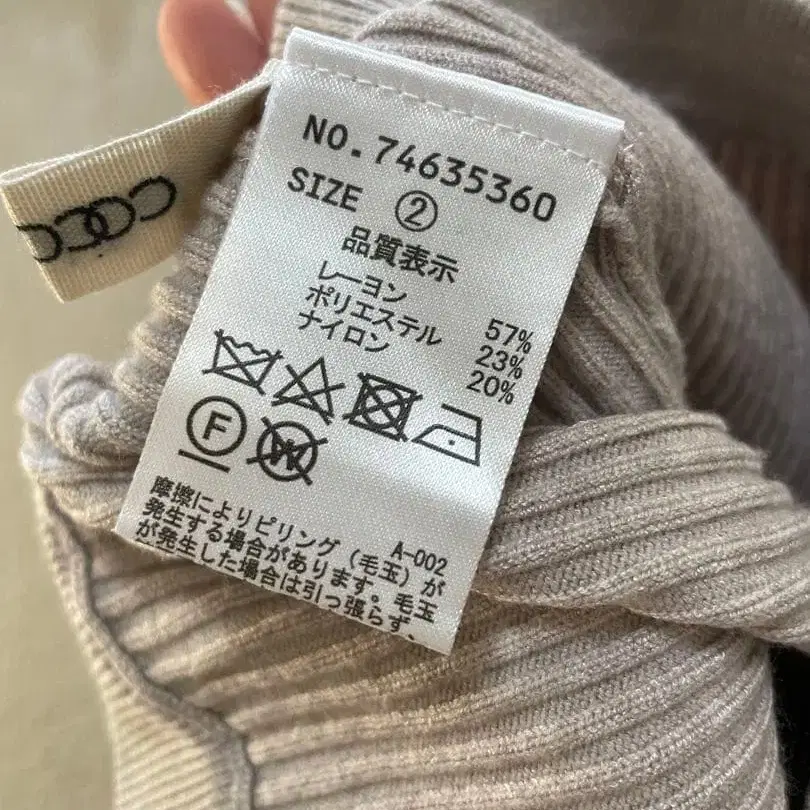 NO.74635360
SIZE ②
品質表示
レーヨン 57%
ポリエステル 23%
ナイロン 20%
F
W
A-002
摩擦によりピリング(毛玉)が
発生する場合があります。毛玉
が発生した場合は引っ張らず、